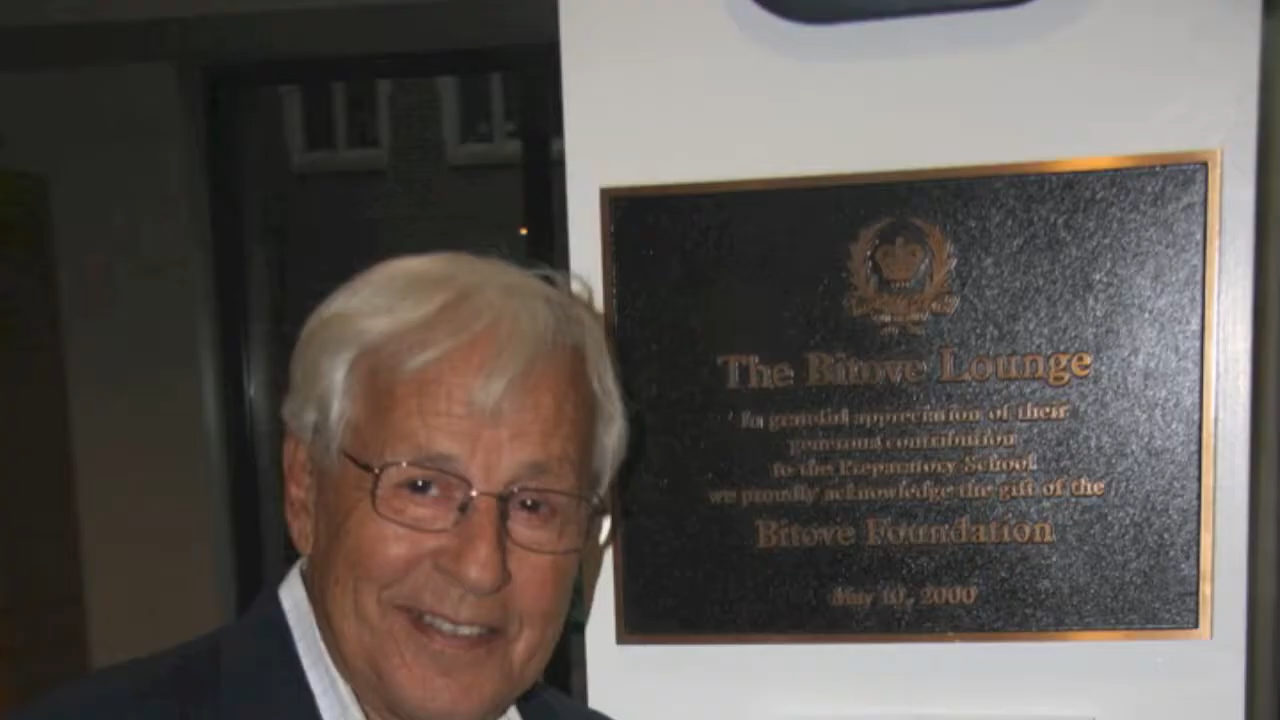 The Bitove Lounge
In grateful appreciation of their
generous contribution
to the Preparatory School
we proudly acknowledge the gift of the
Bitove Foundation
May 10, 2000